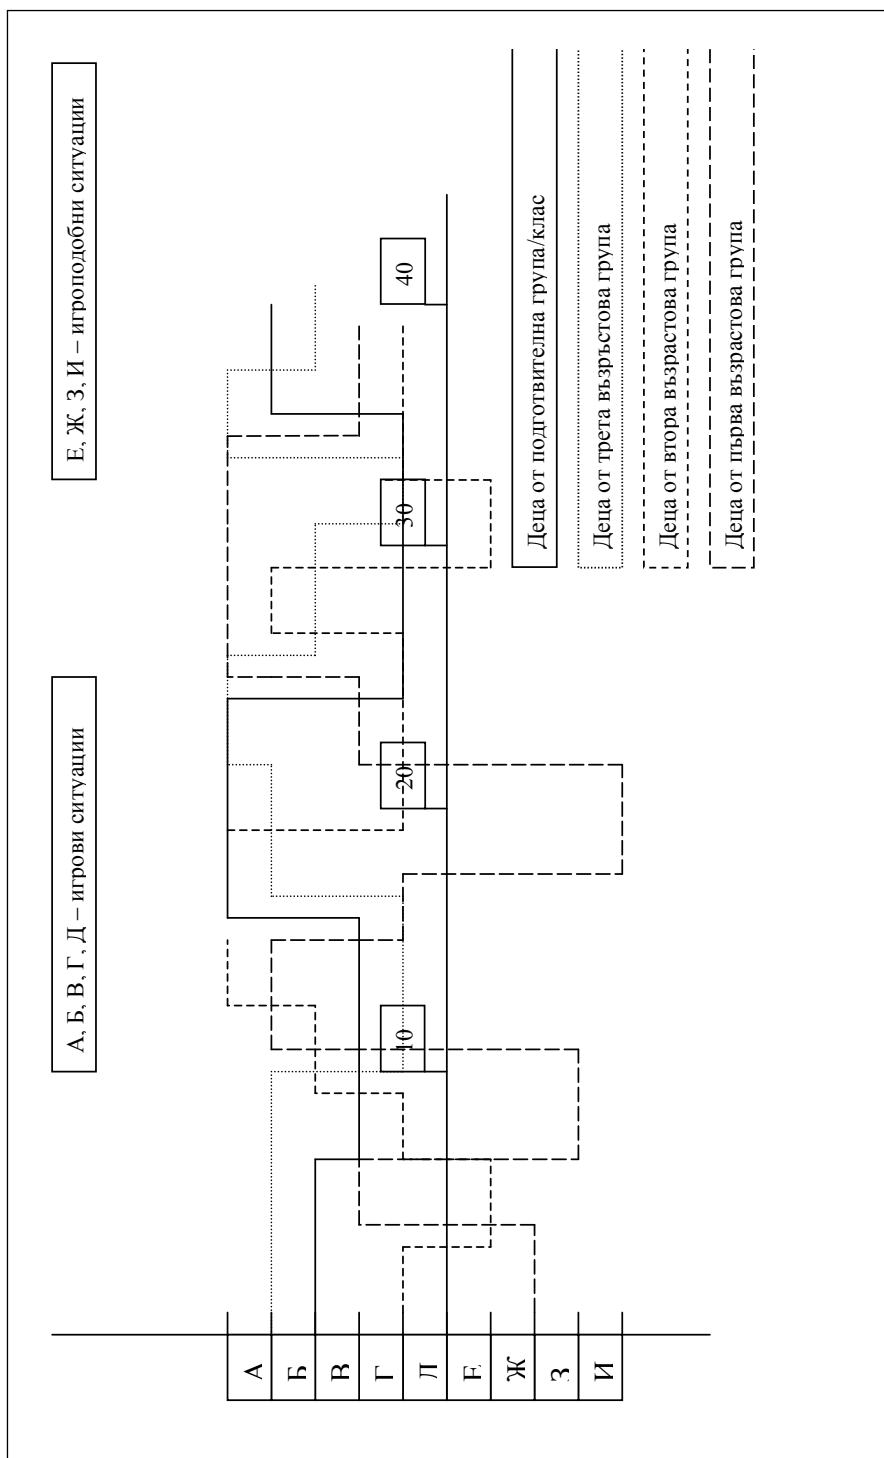 А, Б, В, Г, Д – игрови ситуации
Е, Ж, З, И – игроподобни ситуации
А
Б
В
Г
Д
Е
Ж
З
И
10
20
30
40
Деца от подготвителна група/клас
Деца от трета възръстова група
Деца от втора възрастова група
Деца от първа възрастова група